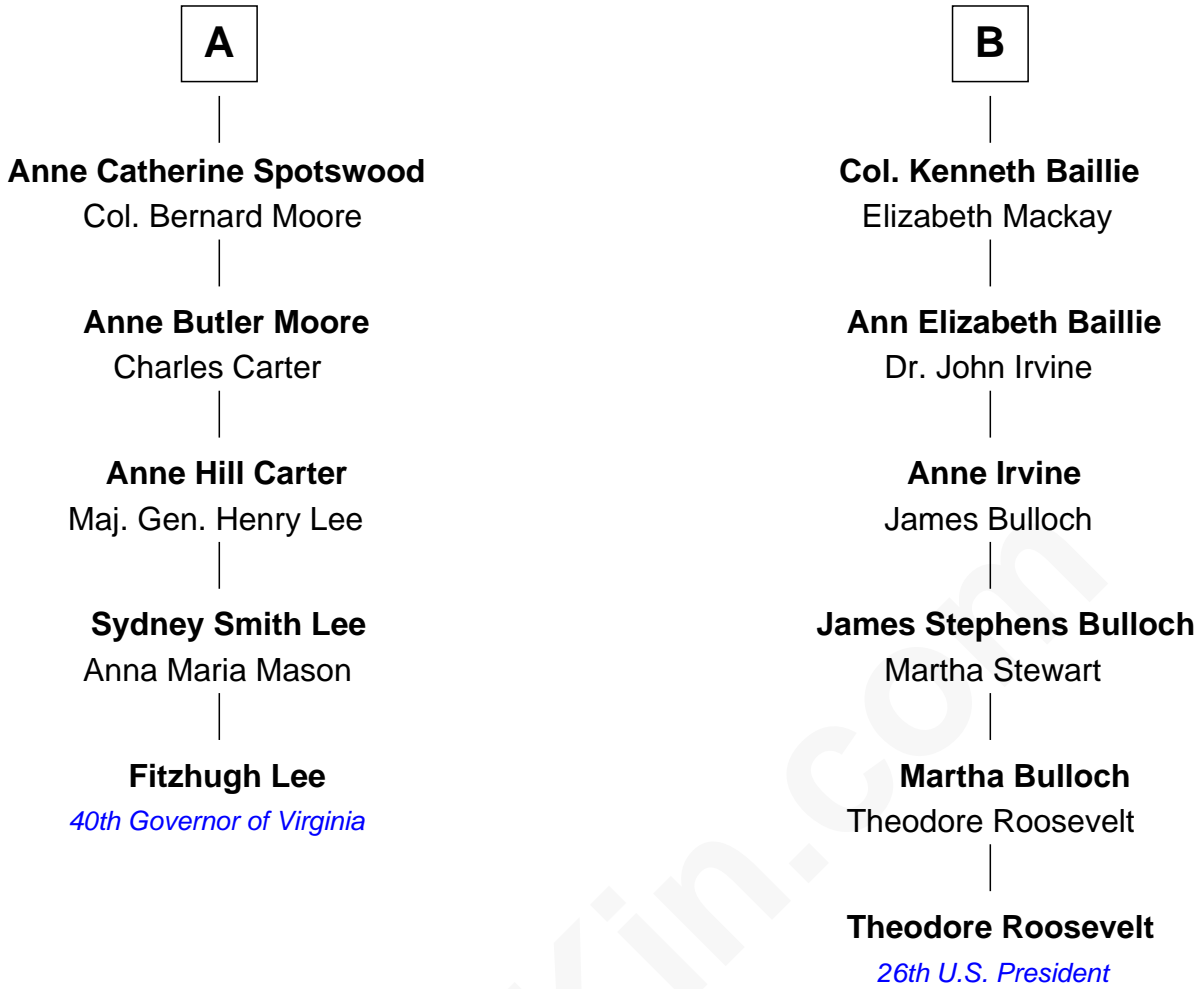 A
Anne Catherine Spotswood
Col. Bernard Moore
Anne Butler Moore
Charles Carter
Anne Hill Carter
Maj. Gen. Henry Lee
Sydney Smith Lee
Anna Maria Mason
Fitzhugh Lee
40th Governor of Virginia
B
Col. Kenneth Baillie
Elizabeth Mackay
Ann Elizabeth Baillie
Dr. John Irvine
Anne Irvine
James Bulloch
James Stephens Bulloch
Martha Stewart
Martha Bulloch
Theodore Roosevelt
Theodore Roosevelt
26th U.S. President
Kin.com